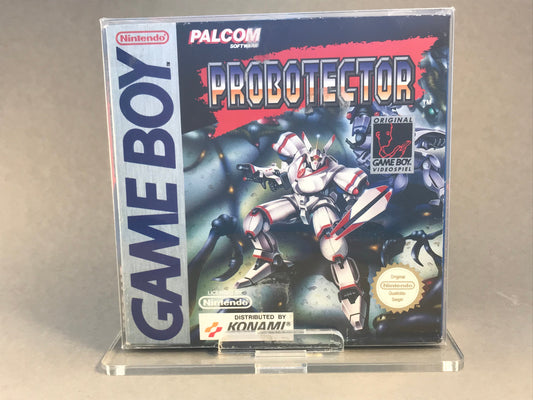 Nintendo
GAME BOY
PALCOM
SOFTWARE
PROBOTECTOR
ORIGINAL
GAME BOY
VIDEOSPIEL
Original
Nintendo
Qualitäts-
Siegel
Nintendo
DISTRIBUTED BY
KONAMI®